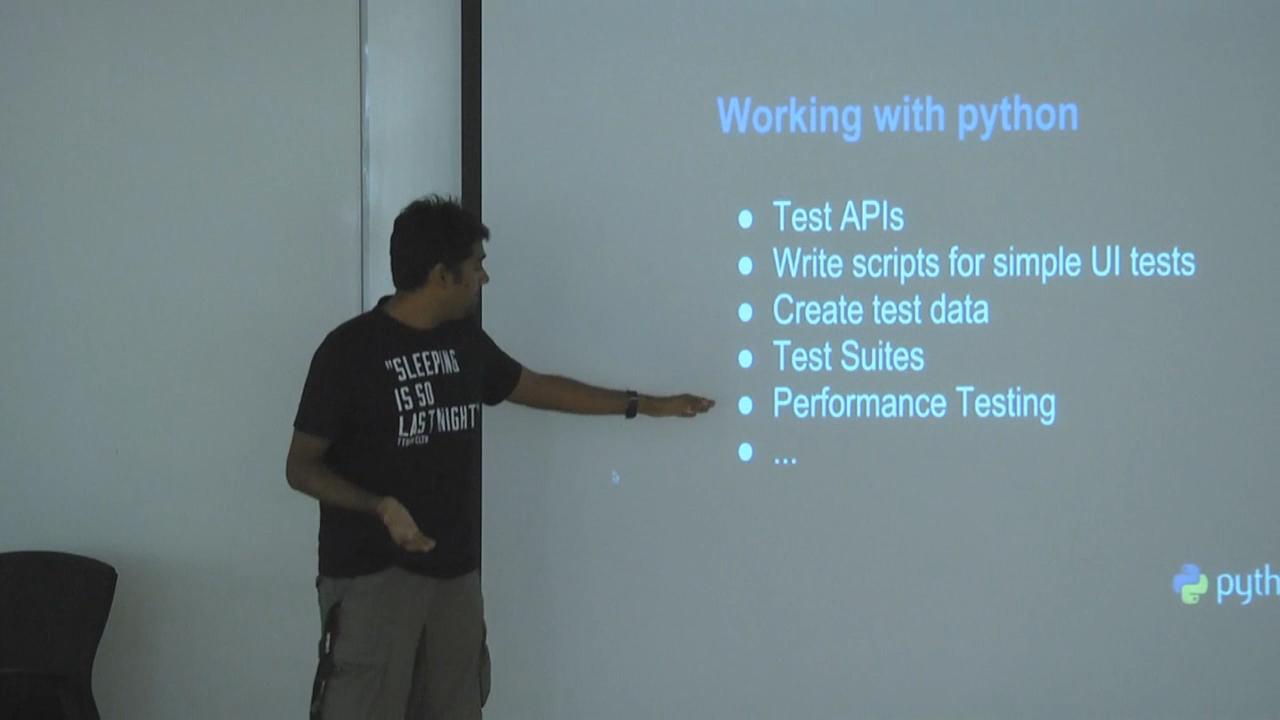 Working with python
● Test APIs
● Write scripts for simple UI tests
● Create test data
● Test Suites
● Performance Testing
● ...
"SLEEPING
IS SO
LAST NIGHT"
pyth